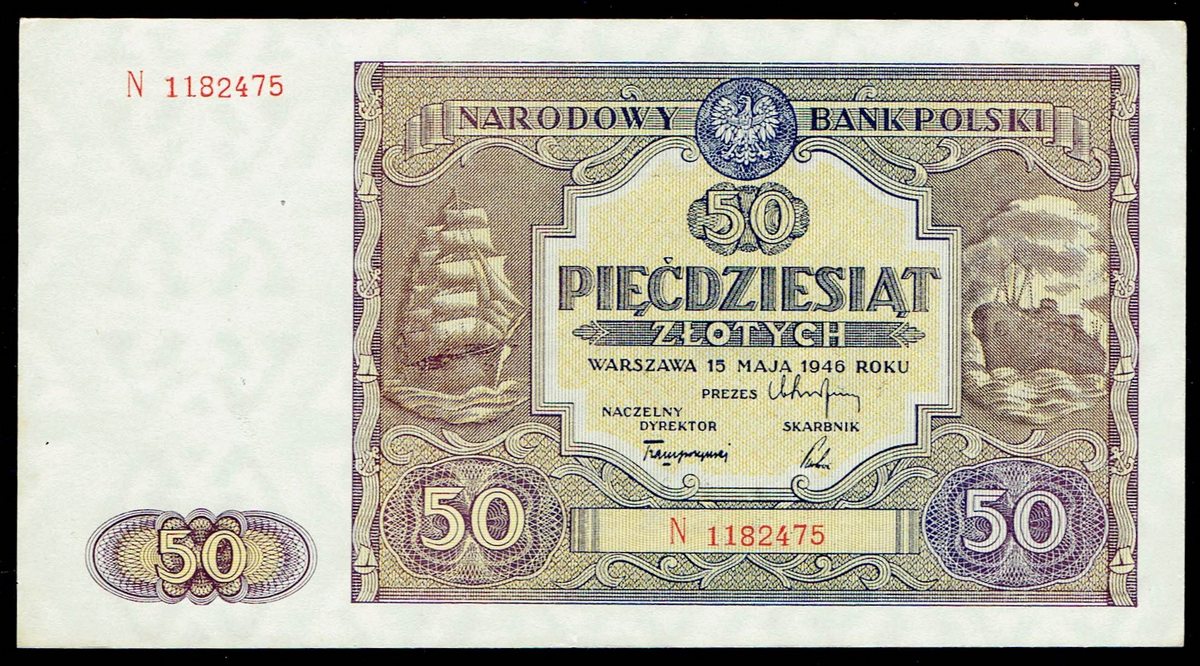 N 1182475
NARODOWY BANK POLSKI
50
PIĘĆDZIESIĄT
ZŁOTYCH
WARSZAWA 15 MAJA 1946 ROKU
PREZES
NACZELNY
DYREKTOR
SKARBNIK
50
50
N 1182475
50